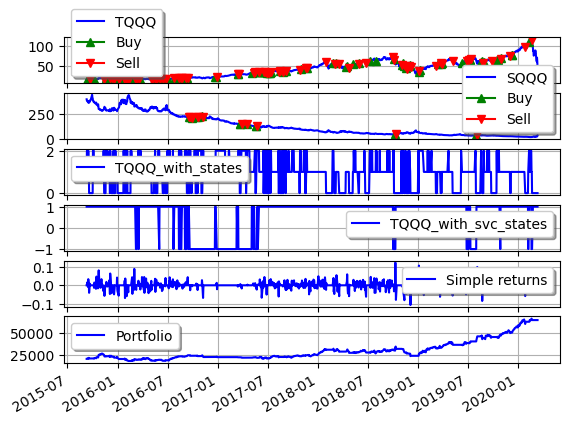 TQQQ
Buy
Sell
100
50
SQQQ
Buy
Sell
250
0
TQQQ_with_states
2
0
TQQQ_with_svc_states
1
0
−1
Simple returns
0.1
0.0
−0.1
Portfolio
50000
25000
2015-07
2016-01
2016-07
2017-01
2017-07
2018-01
2018-07
2019-01
2019-07
2020-01